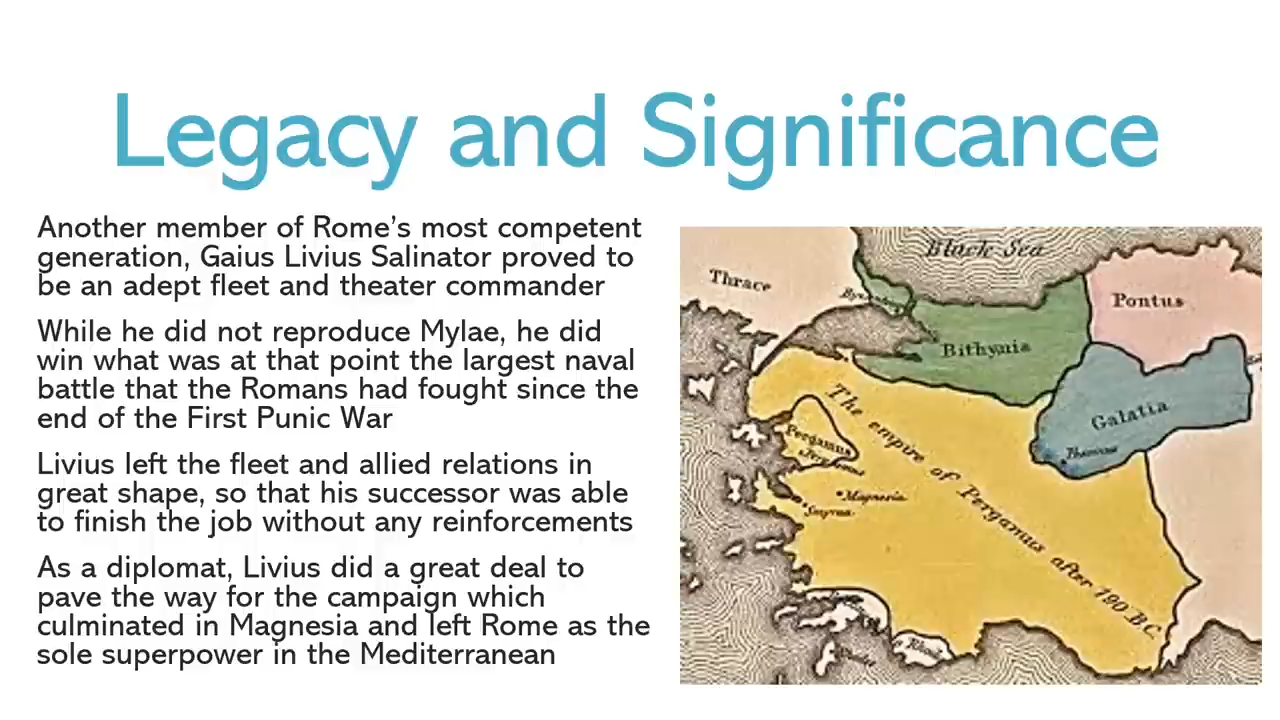 Legacy and Significance
Another member of Rome’s most competent
generation, Gaius Livius Salinator proved to
be an adept fleet and theater commander
While he did not reproduce Mylae, he did
win what was at that point the largest naval
battle that the Romans had fought since the
end of the First Punic War
Livius left the fleet and allied relations in
great shape, so that his successor was able
to finish the job without any reinforcements
As a diplomat, Livius did a great deal to
pave the way for the campaign which
culminated in Magnesia and left Rome as the
sole superpower in the Mediterranean
Black Sea
Thrace
Pontus
Bithynia
Galatia
The empire of Pergamus after 190 B.C.
Pergamus
Magnesia
Smyrna